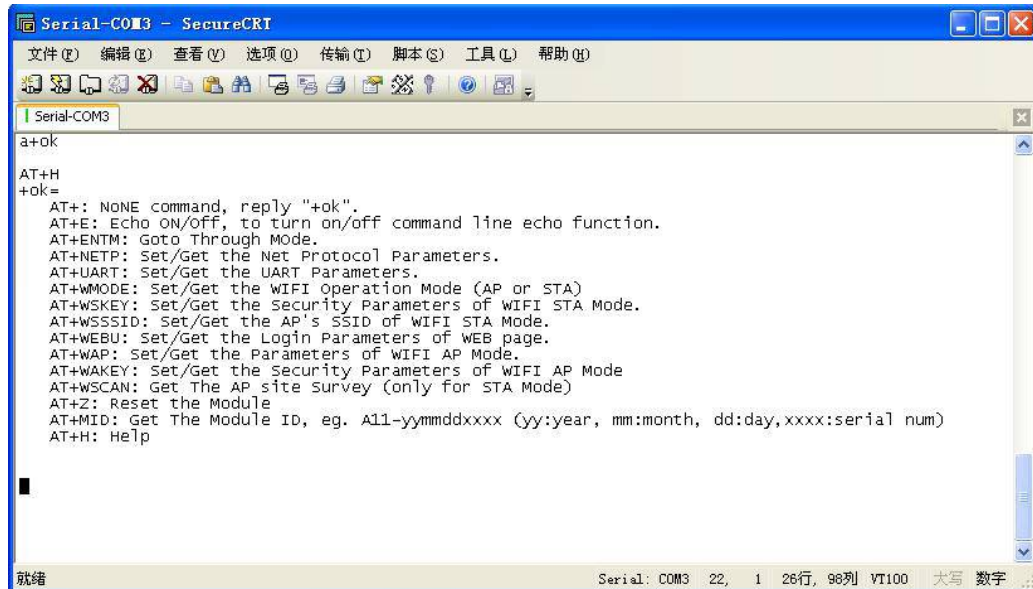 Serial-COM3 - SecureCRT
文件(F) 编辑(E) 查看(V) 选项(O) 传输(T) 脚本(S) 工具(L) 帮助(H)
Serial-COM3
a+ok
AT+H
+ok=
AT+: NONE command, reply "+ok".
AT+E: Echo ON/Off, to turn on/off command line echo function.
AT+ENTM: Goto Through MOde.
AT+NETP: Set/Get the Net Protocol Parameters.
AT+UART: Set/Get the UART Parameters.
AT+WMODE: Set/Get the WIFI Operation Mode (AP or STA)
AT+WSKEY: Set/Get the Security Parameters of WIFI STA Mode.
AT+WSSSID: Set/Get the AP's SSID of WIFI STA Mode.
AT+WEBU: Set/Get the Login Parameters of WEB page.
AT+WAP: Set/Get the Parameters of WIFI AP Mode.
AT+WAKEY: Set/Get the Security Parameters of WIFI AP Mode
AT+WSCAN: Get The AP site Survey (only for STA Mode)
AT+Z: Reset the Module
AT+MID: Get The Module ID, eg. A11-yymmddxxxx (yy:year, mm:month, dd:day,xxxx:serial num)
AT+H: Help
就绪 Serial: COM3 22, 1 26行, 98列 VT100 大写 数字